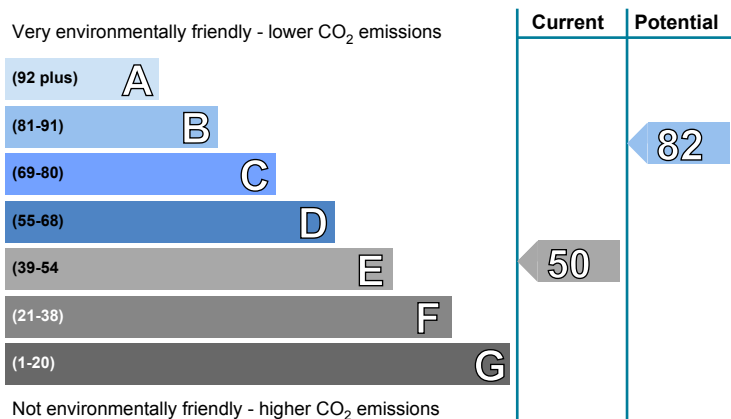 Very environmentally friendly - lower CO₂ emissions
Current
Potential
(92 plus) A
(81-91) B
82
(69-80) C
(55-68) D
(39-54 E
50
(21-38) F
(1-20) G
Not environmentally friendly - higher CO₂ emissions